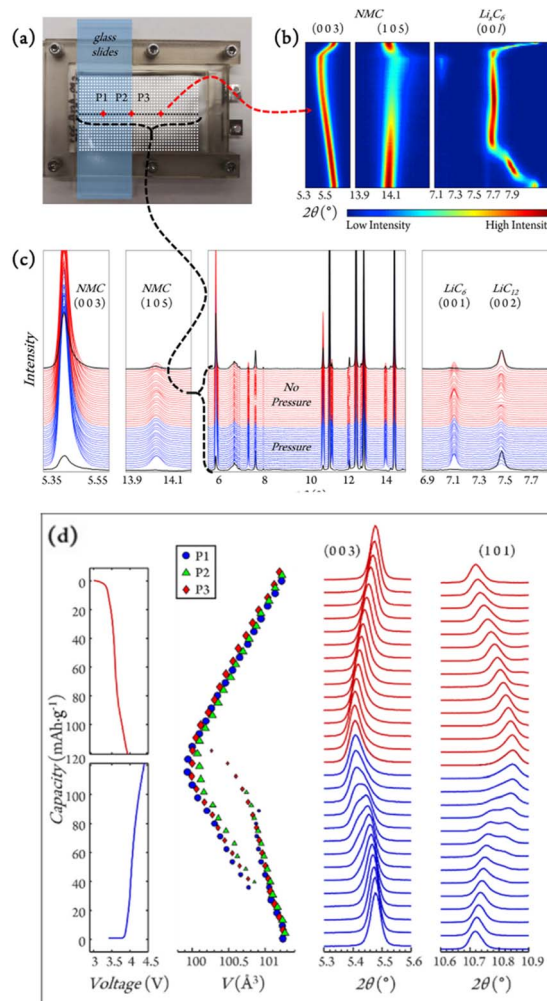 (a)
glass
slides
P1 P2 P3
(b)
NMC
(0 0 3) (1 0 5)
LiₓC₆
(0 0 l)
5.3 5.5 13.9 14.1 7.1 7.3 7.5 7.7 7.9
2θ (°)
Low Intensity High Intensit
(c)
NMC
(0 0 3)
NMC
(1 0 5)
LiC₆
(0 0 1)
LiC₁₂
(0 0 2)
Intensity
No
Pressure
Pressure
5.35 5.55 13.9 14.1 6 8 10 12 14 6.9 7.1 7.3 7.5 7.7
(d)
P1
P2
P3
(0 0 3)
(1 0 1)
0
20
40
60
80
100
120
100
80
60
40
20
0
Capacity (mAh·g⁻¹)
3 3.5 4 4.5
Voltage (V)
100 100.5 101
V (Å³)
5.3 5.4 5.5 5.6
2θ (°)
10.6 10.7 10.8 10.9
2θ (°)